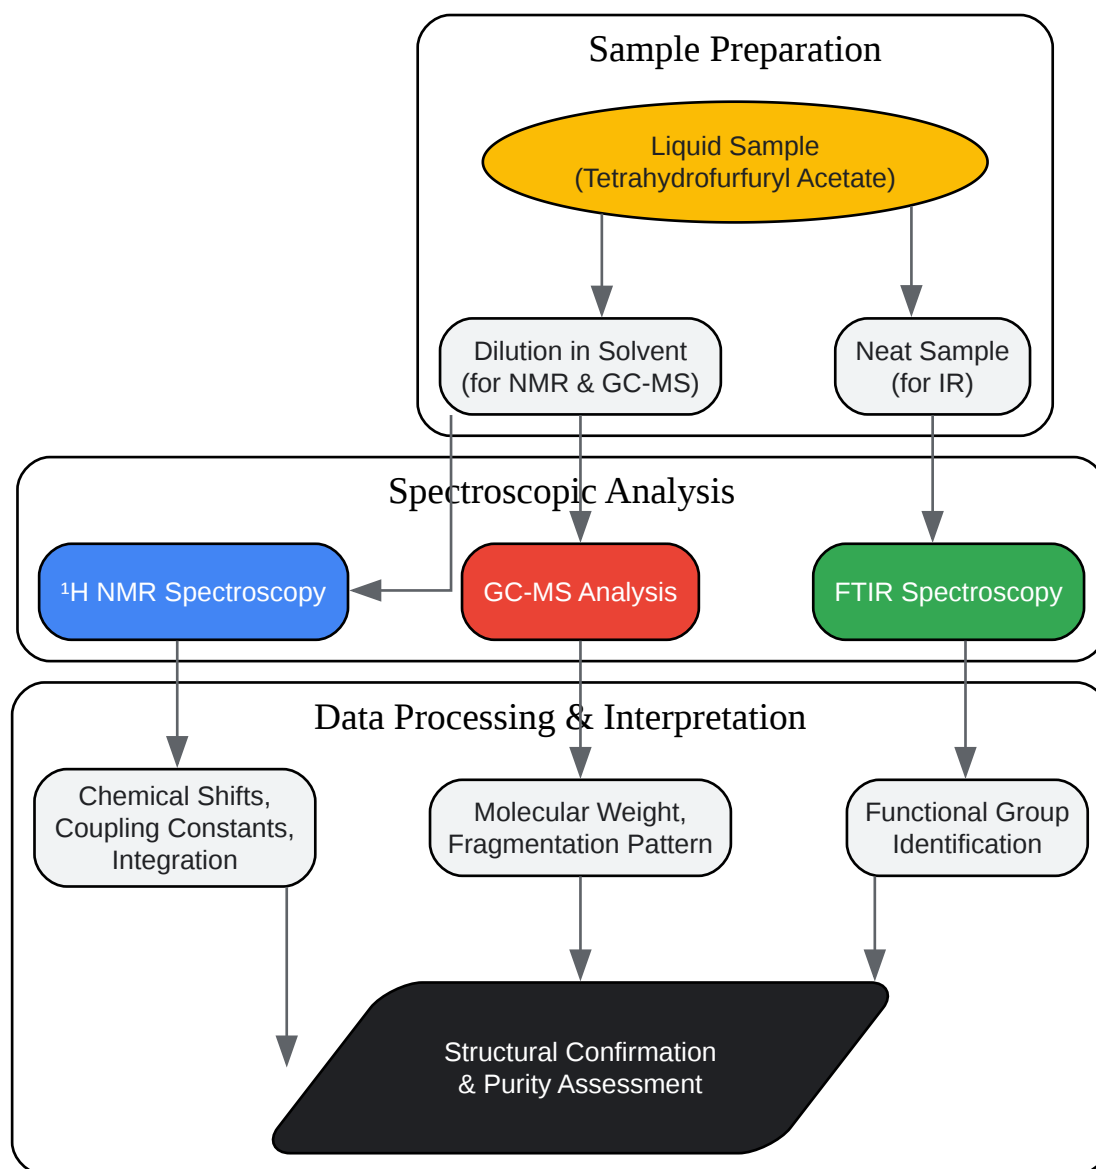 Sample Preparation
Liquid Sample
(Tetrahydrofurfuryl Acetate)
Dilution in Solvent
(for NMR & GC-MS)
Neat Sample
(for IR)
Spectroscopic Analysis
¹H NMR Spectroscopy
GC-MS Analysis
FTIR Spectroscopy
Data Processing & Interpretation
Chemical Shifts,
Coupling Constants,
Integration
Molecular Weight,
Fragmentation Pattern
Functional Group
Identification
Structural Confirmation
& Purity Assessment